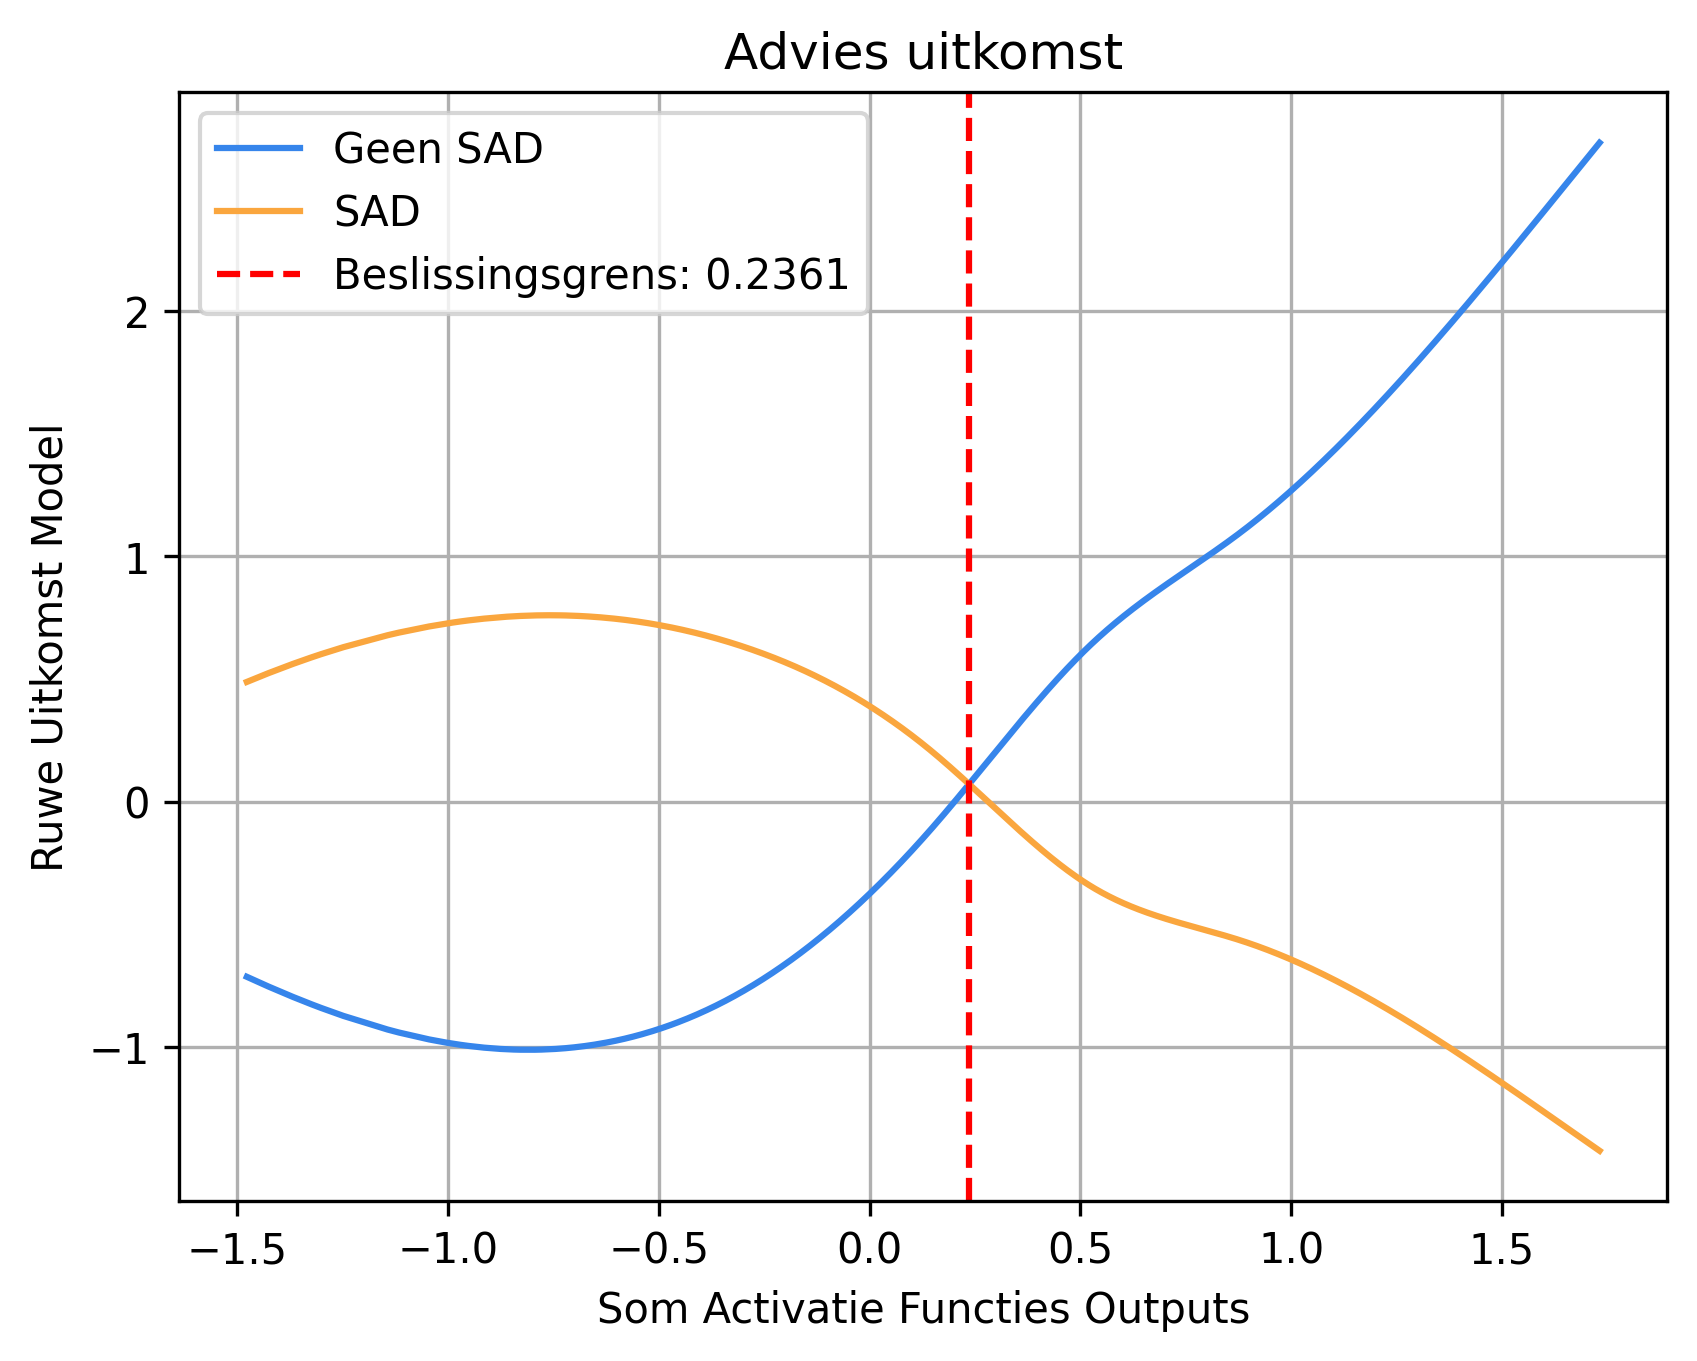 Advies uitkomst
Geen SAD
SAD
Beslissingsgrens: 0.2361
Ruwe Uitkomst Model
2
1
0
−1
−1.5
−1.0
−0.5
0.0
0.5
1.0
1.5
Som Activatie Functies Outputs